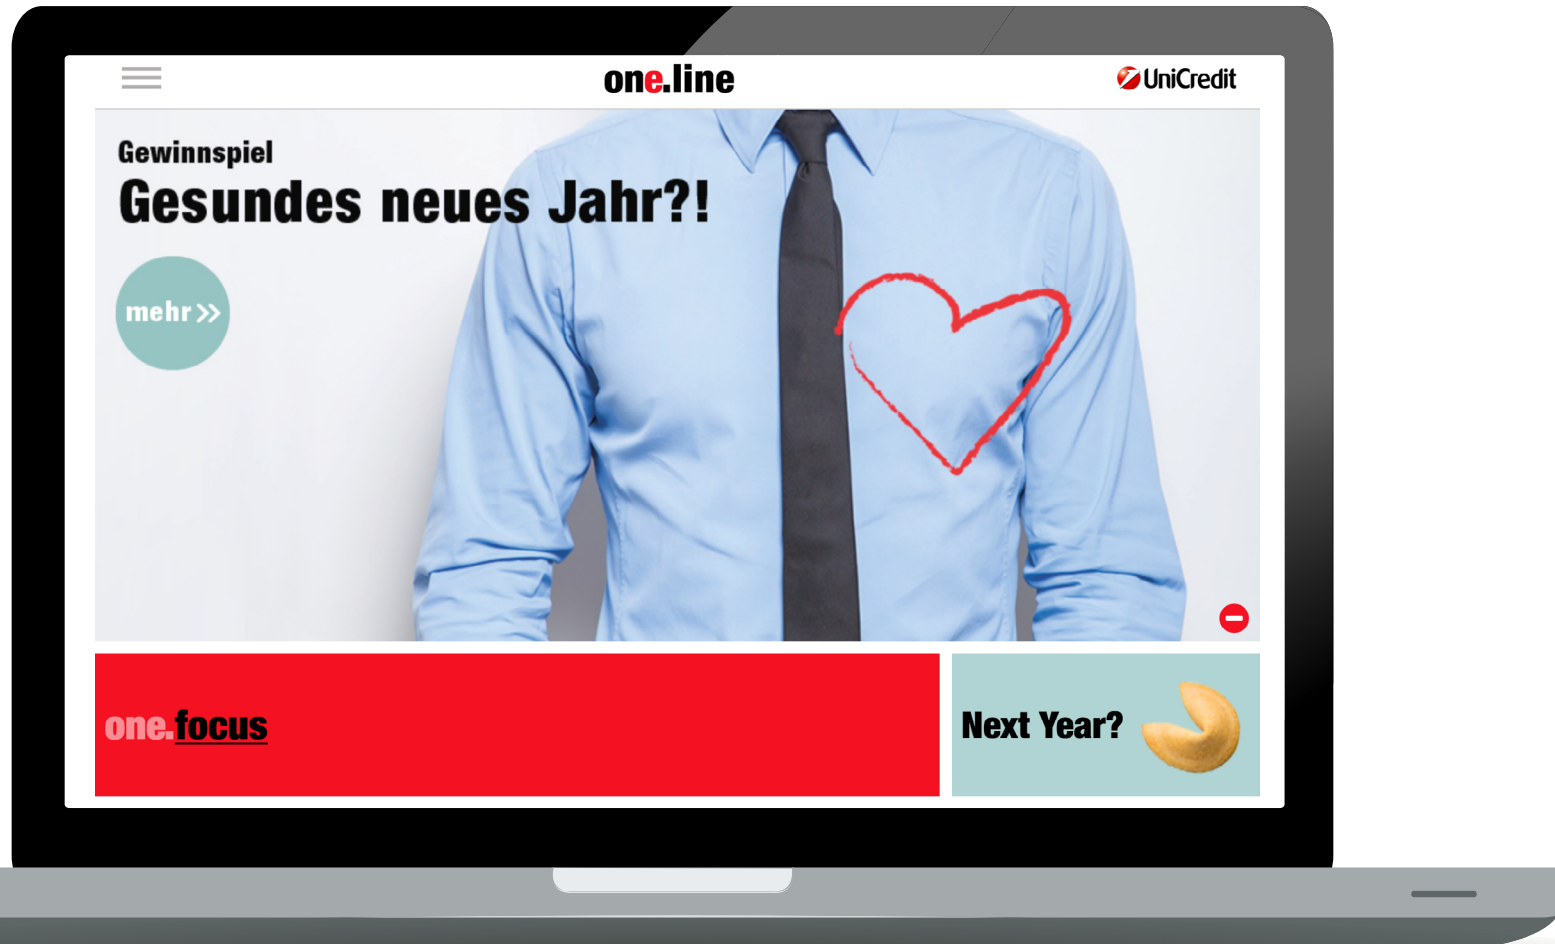 one.line
UniCredit
Gewinnspiel
Gesundes neues Jahr?!
mehr
one.focus
Next Year?